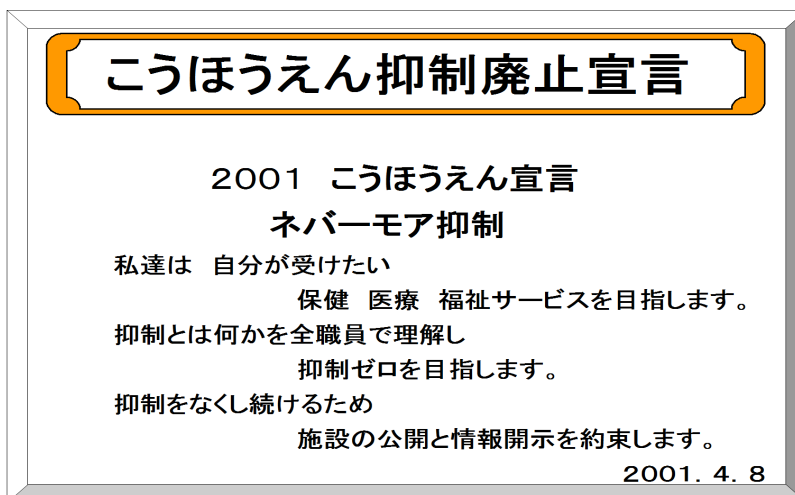 こうほうえん抑制廃止宣言
2001　こうほうえん宣言
ネバーモア抑制
私達は　自分が受けたい
保健　医療　福祉サービスを目指します。
抑制とは何かを全職員で理解し
抑制ゼロを目指します。
抑制をなくし続けるため
施設の公開と情報開示を約束します。
2001．4．8